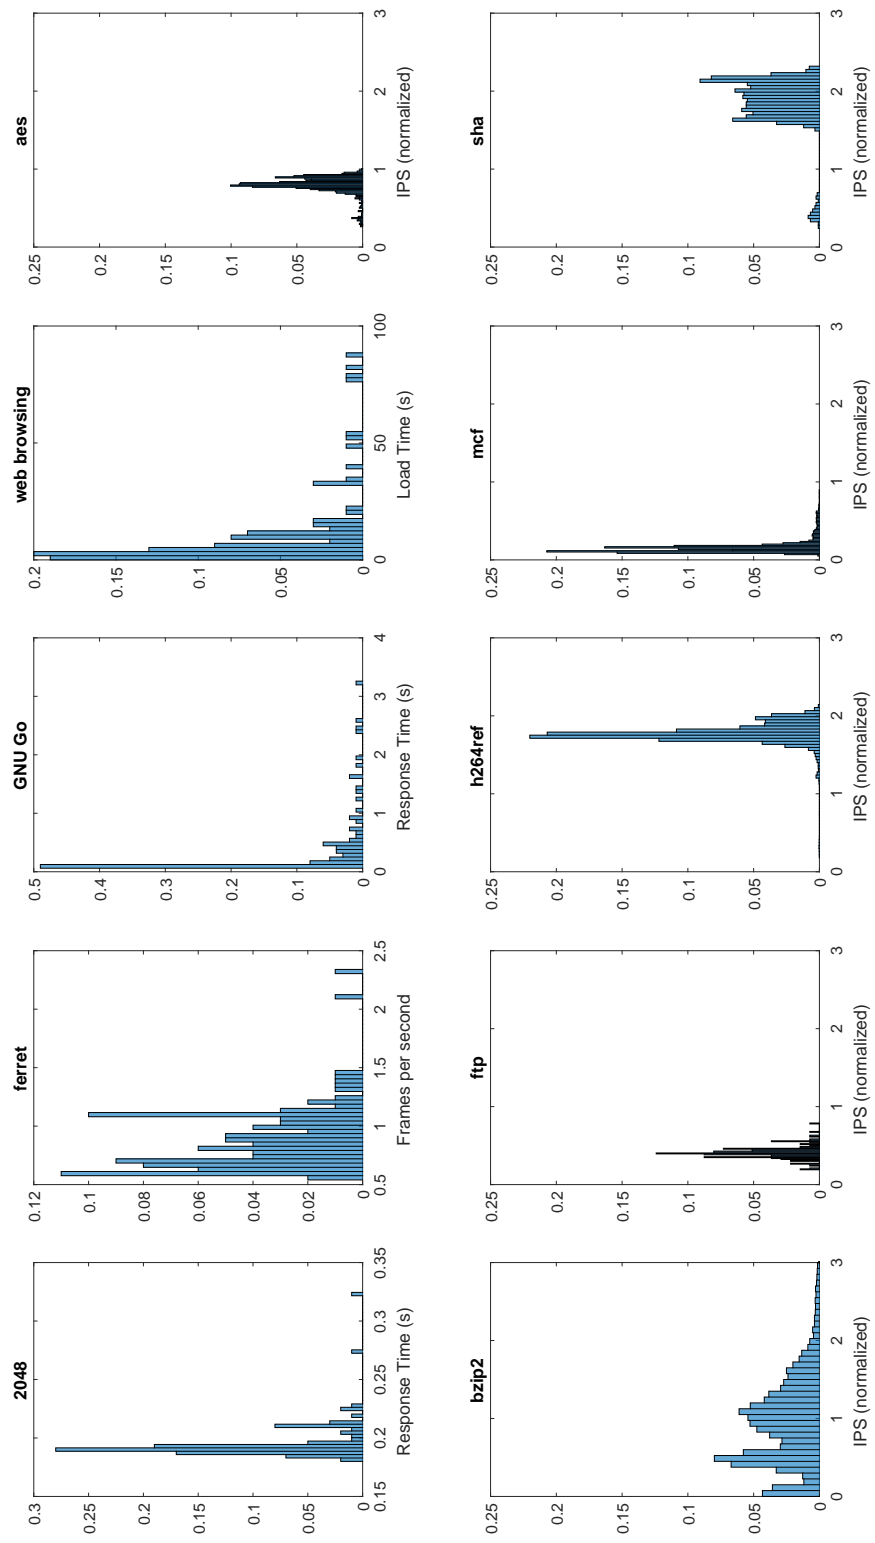 2048
0.3
0.25
0.2
0.15
0.1
0.05
0
0.15 0.2 0.25 0.3 0.35
Response Time (s)
ferret
0.12
0.1
0.08
0.06
0.04
0.02
0
0.5 1 1.5 2 2.5
Frames per second
GNU Go
0.5
0.4
0.3
0.2
0.1
0
0 1 2 3 4
Response Time (s)
web browsing
0.2
0.15
0.1
0.05
0
0 50 100
Load Time (s)
aes
0.25
0.2
0.15
0.1
0.05
0
0 1 2 3
IPS (normalized)
bzip2
0.25
0.2
0.15
0.1
0.05
0
0 1 2 3
IPS (normalized)
ftp
0.25
0.2
0.15
0.1
0.05
0
0 1 2 3
IPS (normalized)
h264ref
0.25
0.2
0.15
0.1
0.05
0
0 1 2 3
IPS (normalized)
mcf
0.25
0.2
0.15
0.1
0.05
0
0 1 2 3
IPS (normalized)
sha
0.25
0.2
0.15
0.1
0.05
0
0 1 2 3
IPS (normalized)